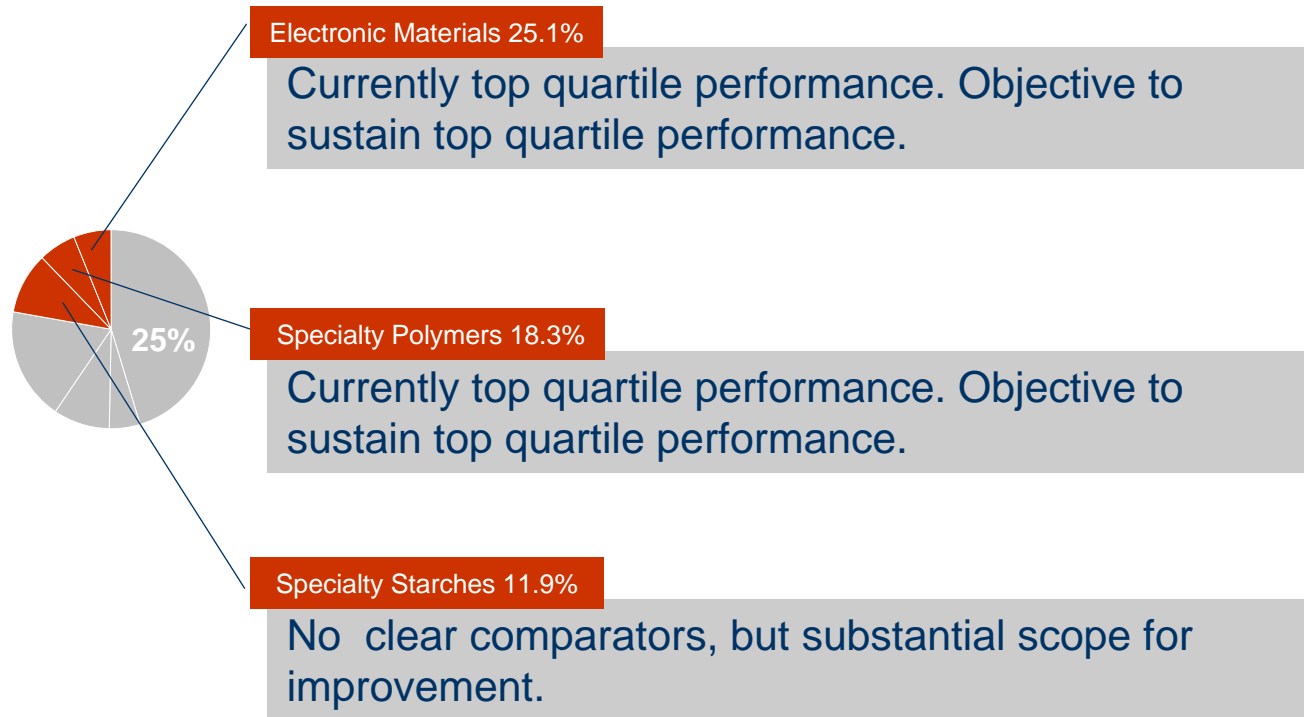 Electronic Materials 25.1%
Currently top quartile performance. Objective to
sustain top quartile performance.
25%
Specialty Polymers 18.3%
Currently top quartile performance. Objective to
sustain top quartile performance.
Specialty Starches 11.9%
No clear comparators, but substantial scope for
improvement.